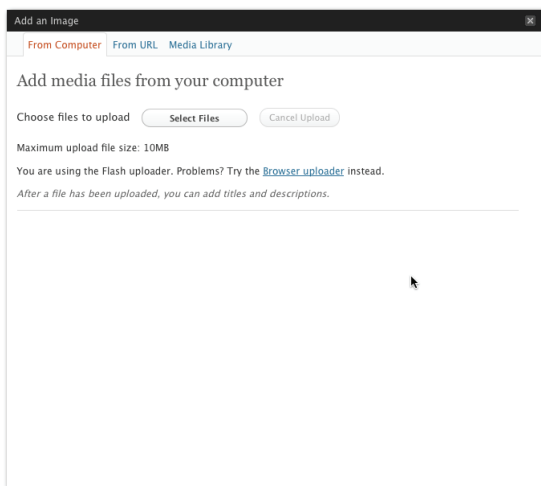 Add an Image
From Computer From URL Media Library
Add media files from your computer
Choose files to upload Select Files Cancel Upload
Maximum upload file size: 10MB
You are using the Flash uploader. Problems? Try the Browser uploader instead.
After a file has been uploaded, you can add titles and descriptions.